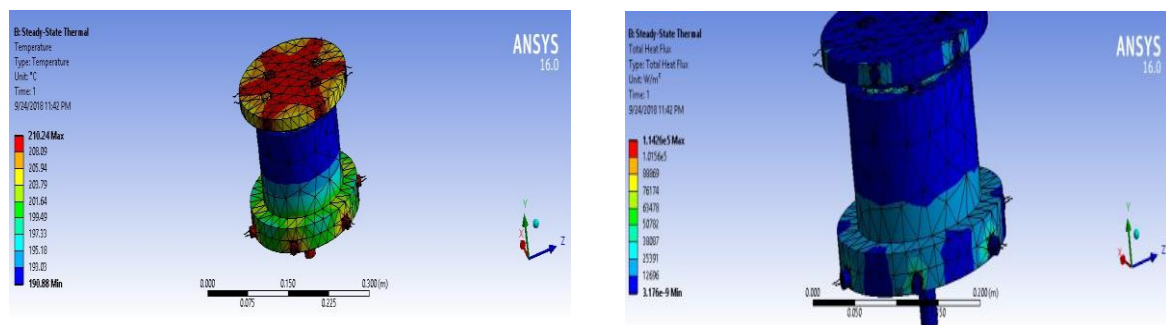 B: Steady-State Thermal
Temperature
Type: Temperature
Unit: °C
Time: 1
9/24/2018 11:42 PM
ANSYS
16.0
210.24 Max
208.09
205.94
203.79
201.64
199.49
197.33
195.18
193.03
190.88 Min
Y
X
Z
0.000
0.150
0.300 (m)
0.075
0.225
B: Steady-State Thermal
Total Heat Flux
Type: Total Heat Flux
Unit: W/m²
Time: 1
9/24/2018 11:42 PM
ANSYS
16.0
1.1426e5 Max
1.0156e5
88869
76174
63478
50782
38087
25391
12696
3.176e-9 Min
Y
X
Z
0.000
0.200 (m)
0.050